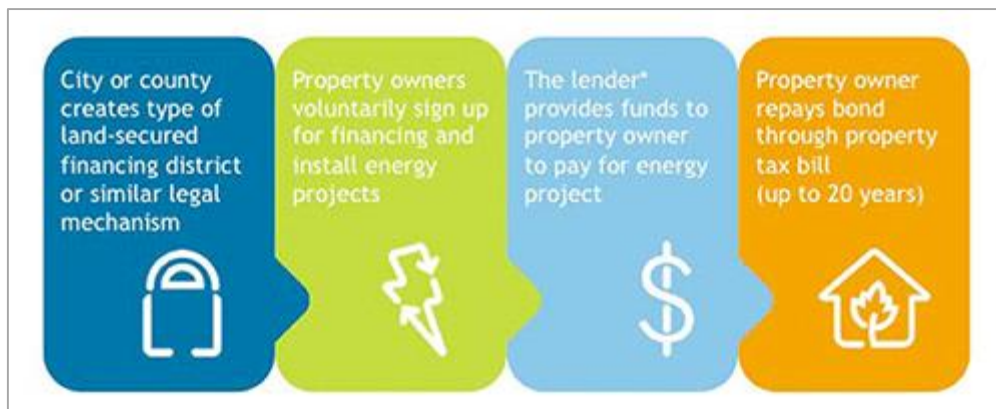 City or county
creates type of
land-secured
financing district
or similar legal
mechanism
Property owners
voluntarily sign up
for financing and
install energy
projects
The lender*
provides funds to
property owner
to pay for energy
project
Property owner
repays bond
through property
tax bill
(up to 20 years)
$